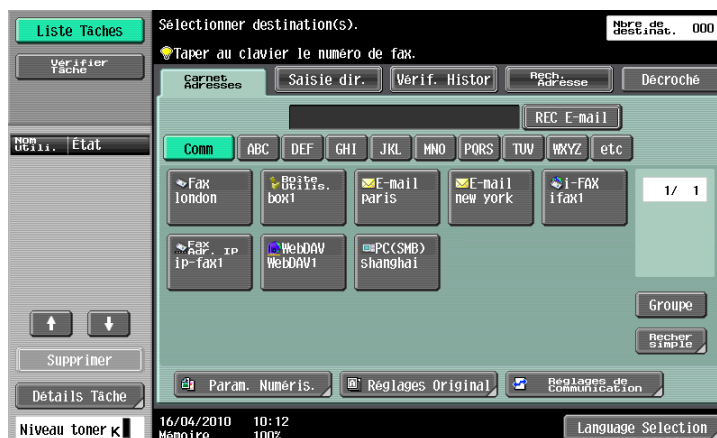 Liste Tâches
Sélectionner destination(s).
Nbre de destinat. 000
Vérifier Tâche
Taper au clavier le numéro de fax.
Carnet Adresses
Saisie dir.
Vérif. Histor
Rech. Adresse
Décroché
REC E-mail
Nom utili. État
Comm ABC DEF GHI JKL MNO PQRS TUV WXYZ etc
Fax london
Boîte Utilis. box1
E-mail paris
E-mail new york
i-FAX ifax1
1/ 1
Fax Adr. IP ip-fax1
WebDAV WebDAV1
PC(SMB) shanghai
Groupe
Recher simple
Supprimer
Détails Tâche
Param. Numéris.
Réglages Original
Réglages de Communication
Niveau toner K
16/04/2010 10:12
Mémoire 100%
Language Selection